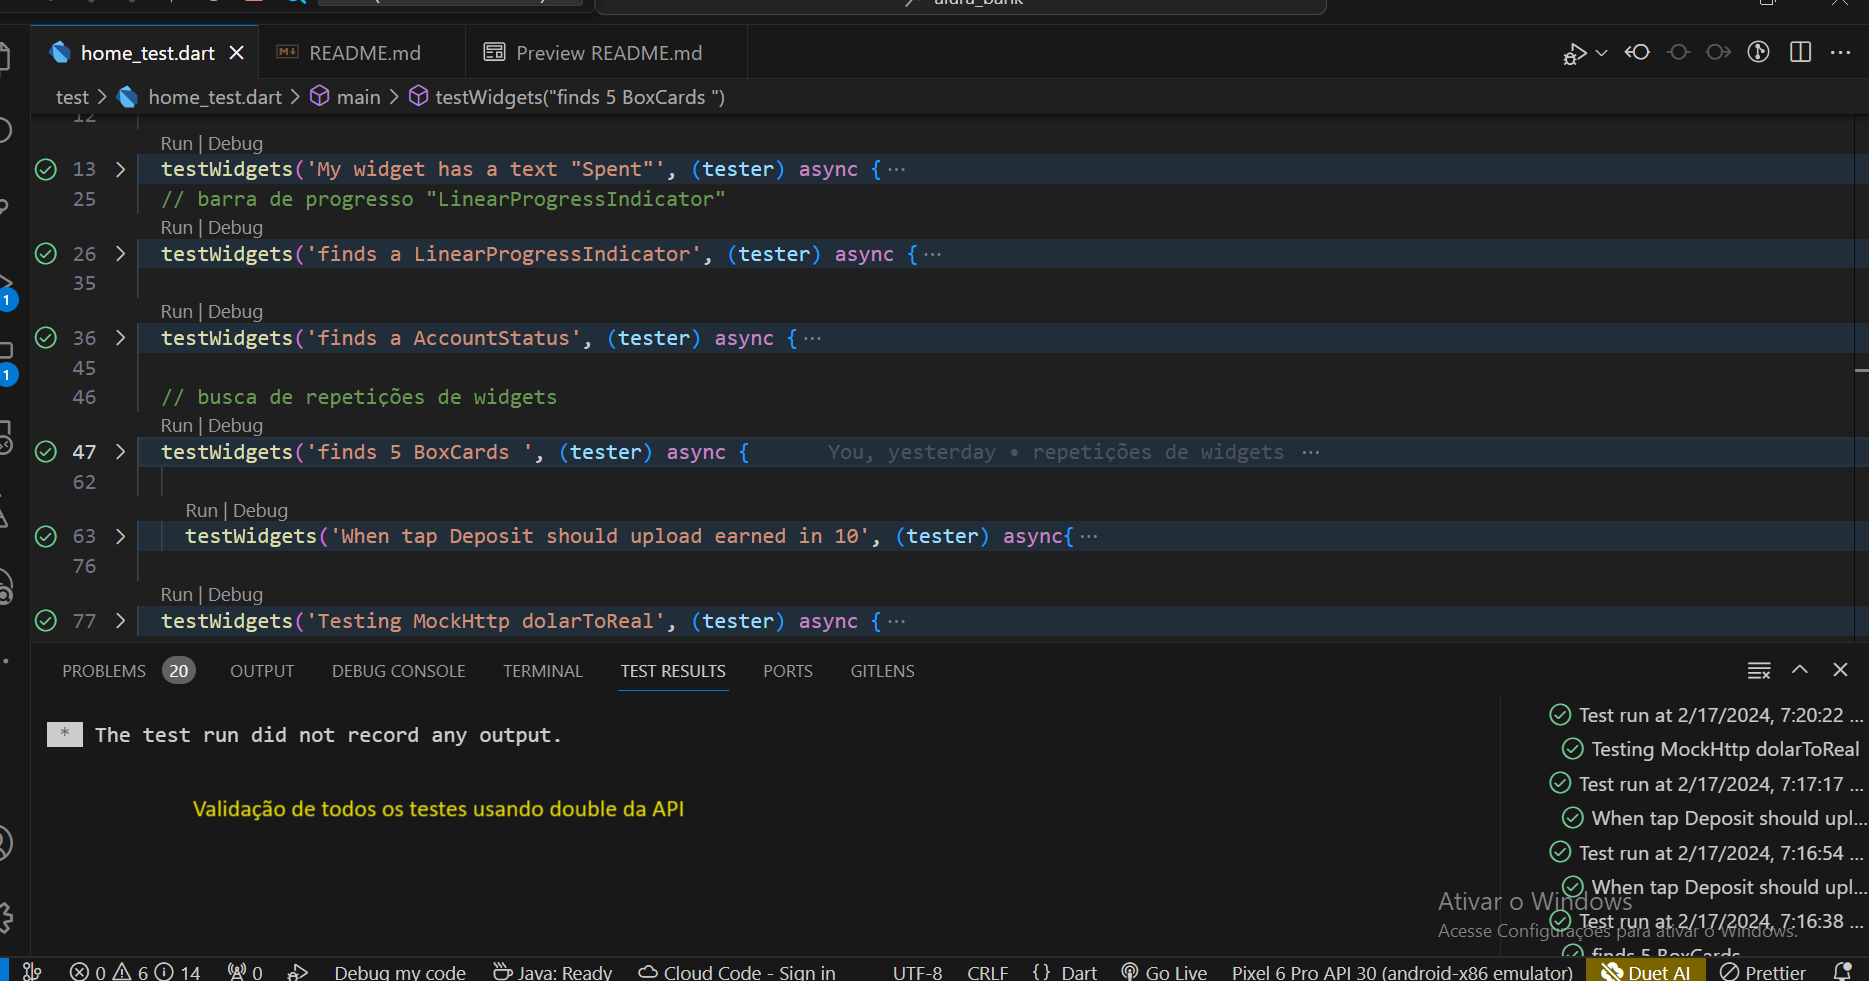 alura_bank
home_test.dart
README.md
Preview README.md
test > home_test.dart > main > testWidgets("finds 5 BoxCards ")
12
Run | Debug
13 testWidgets('My widget has a text "Spent"', (tester) async { ···
25 // barra de progresso "LinearProgressIndicator"
Run | Debug
26 testWidgets('finds a LinearProgressIndicator', (tester) async { ···
35
Run | Debug
36 testWidgets('finds a AccountStatus', (tester) async { ···
45
46 // busca de repetições de widgets
Run | Debug
47 testWidgets('finds 5 BoxCards ', (tester) async { You, yesterday • repetições de widgets ···
62
Run | Debug
63 testWidgets('When tap Deposit should upload earned in 10', (tester) async{ ···
76
Run | Debug
77 testWidgets('Testing MockHttp dolarToReal', (tester) async { ···
1
1
PROBLEMS 20 OUTPUT DEBUG CONSOLE TERMINAL TEST RESULTS PORTS GITLENS
* The test run did not record any output.
Validação de todos os testes usando double da API
Test run at 2/17/2024, 7:20:22 ...
Testing MockHttp dolarToReal
Test run at 2/17/2024, 7:17:17 ...
When tap Deposit should upl...
Test run at 2/17/2024, 7:16:54 ...
When tap Deposit should upl...
Test run at 2/17/2024, 7:16:38 ...
finds 5 BoxCards
Ativar o Windows
Acesse Configurações para ativar o Windows.
0 6 14 0 Debug my code Java: Ready Cloud Code - Sign in UTF-8 CRLF {} Dart Go Live Pixel 6 Pro API 30 (android-x86 emulator) Duet AI Prettier